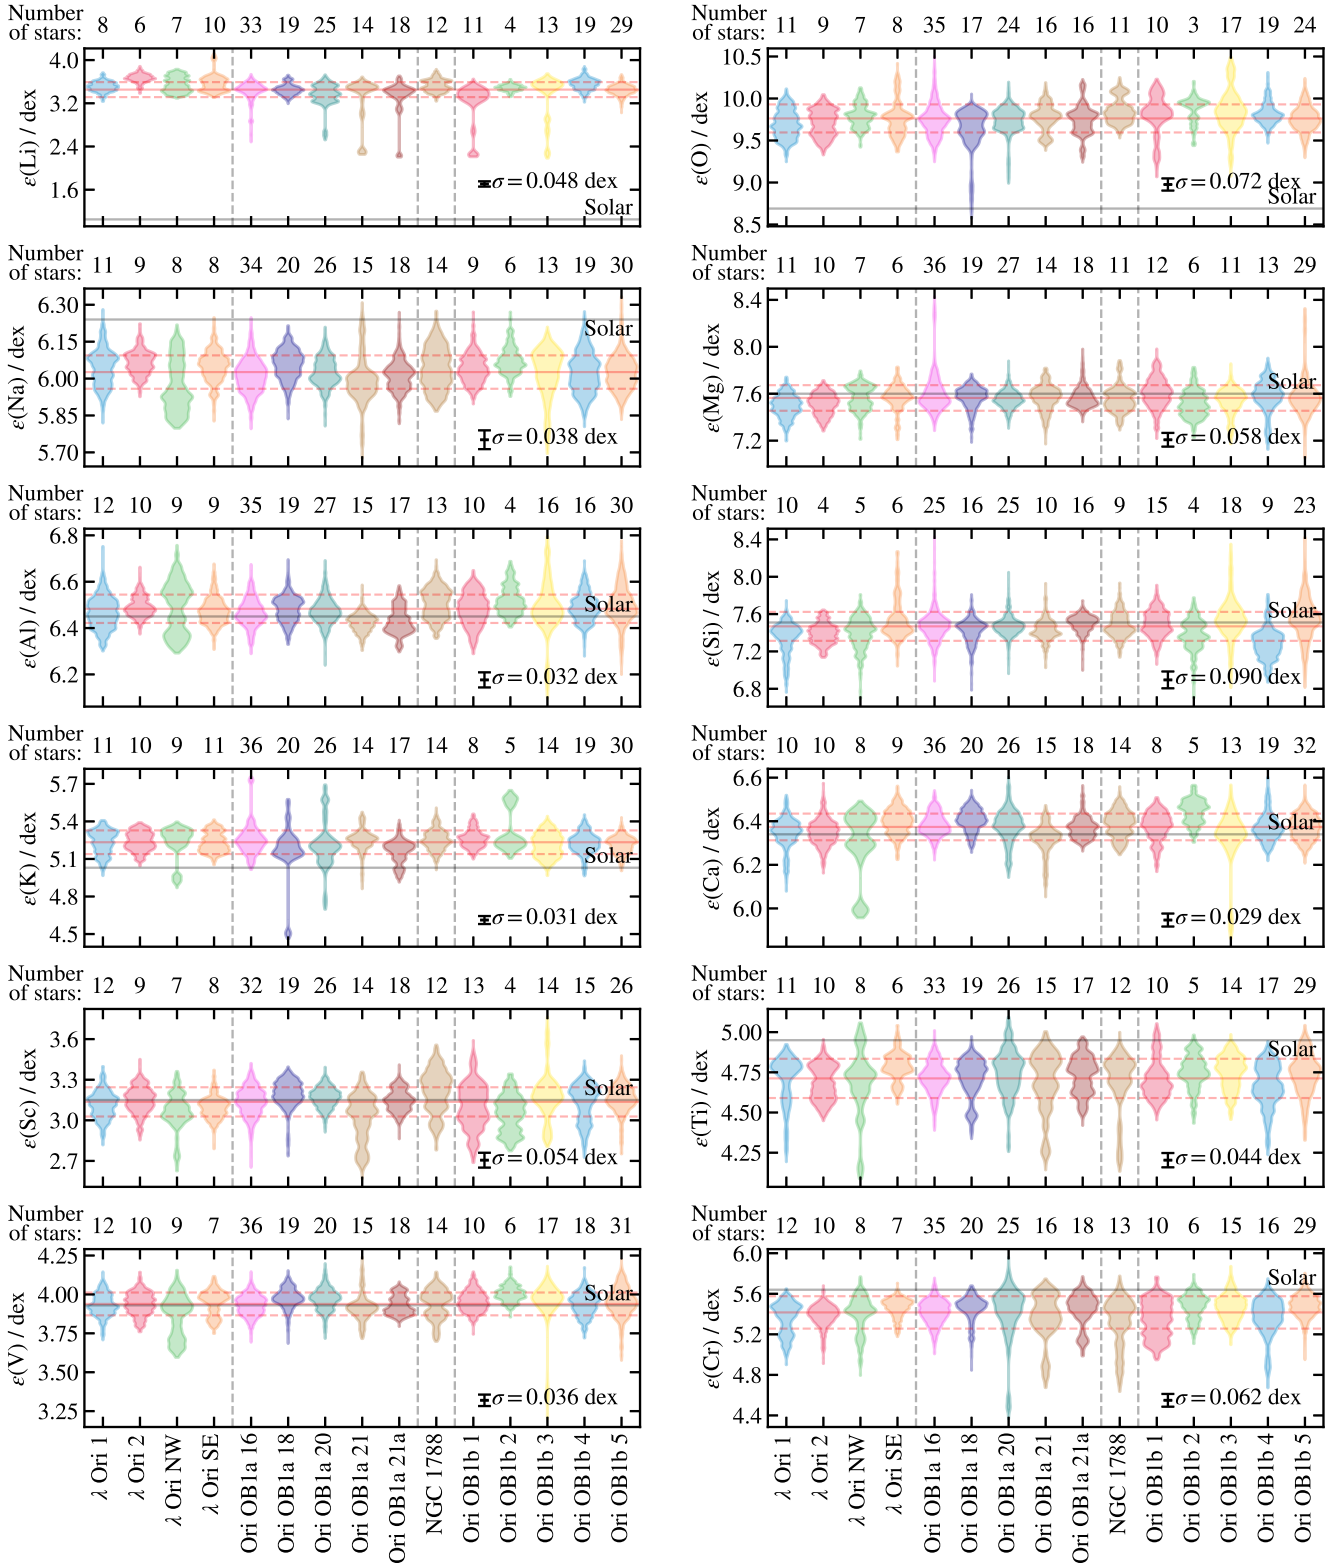 Number
of stars: 8 6 7 10 33 19 25 14 18 12 11 4 13 19 29
4.0
3.2
2.4
1.6
ε(Li) / dex
σ = 0.048 dex
Solar
Number
of stars: 11 9 7 8 35 17 24 16 16 11 10 3 17 19 24
10.5
10.0
9.5
9.0
8.5
ε(O) / dex
σ = 0.072 dex
Solar
Number
of stars: 11 9 8 8 34 20 26 15 18 14 9 6 13 19 30
6.30
6.15
6.00
5.85
5.70
ε(Na) / dex
Solar
σ = 0.038 dex
Number
of stars: 11 10 7 6 36 19 27 14 18 11 12 6 11 13 29
8.4
8.0
7.6
7.2
ε(Mg) / dex
Solar
σ = 0.058 dex
Number
of stars: 12 10 9 9 35 19 27 13 17 13 10 4 16 16 30
6.8
6.6
6.4
6.2
ε(Al) / dex
Solar
σ = 0.032 dex
Number
of stars: 10 4 5 6 25 16 25 10 16 9 15 4 18 9 23
8.4
8.0
7.6
7.2
6.8
ε(Si) / dex
Solar
σ = 0.090 dex
Number
of stars: 11 10 9 11 36 20 26 14 17 14 8 5 14 19 30
5.7
5.4
5.1
4.8
4.5
ε(K) / dex
Solar
σ = 0.031 dex
Number
of stars: 10 10 8 9 36 20 26 15 18 14 8 5 13 19 32
6.6
6.4
6.2
6.0
ε(Ca) / dex
Solar
σ = 0.029 dex
Number
of stars: 12 9 7 8 32 19 26 14 18 12 13 4 14 15 26
3.6
3.3
3.0
2.7
ε(Sc) / dex
Solar
σ = 0.054 dex
Number
of stars: 11 10 8 6 33 19 26 15 17 12 10 5 14 17 29
5.00
4.75
4.50
4.25
ε(Ti) / dex
Solar
σ = 0.044 dex
Number
of stars: 12 10 9 7 36 19 20 15 18 14 10 6 17 18 31
4.25
4.00
3.75
3.50
3.25
ε(V) / dex
Solar
σ = 0.036 dex
Number
of stars: 12 10 8 7 35 20 25 16 18 13 10 6 15 16 29
6.0
5.6
5.2
4.8
4.4
ε(Cr) / dex
Solar
σ = 0.062 dex
λ Ori 1
λ Ori 2
λ Ori NW
λ Ori SE
Ori OB1a 16
Ori OB1a 18
Ori OB1a 20
Ori OB1a 21
Ori OB1a 21a
NGC 1788
Ori OB1b 1
Ori OB1b 2
Ori OB1b 3
Ori OB1b 4
Ori OB1b 5
λ Ori 1
λ Ori 2
λ Ori NW
λ Ori SE
Ori OB1a 16
Ori OB1a 18
Ori OB1a 20
Ori OB1a 21
Ori OB1a 21a
NGC 1788
Ori OB1b 1
Ori OB1b 2
Ori OB1b 3
Ori OB1b 4
Ori OB1b 5